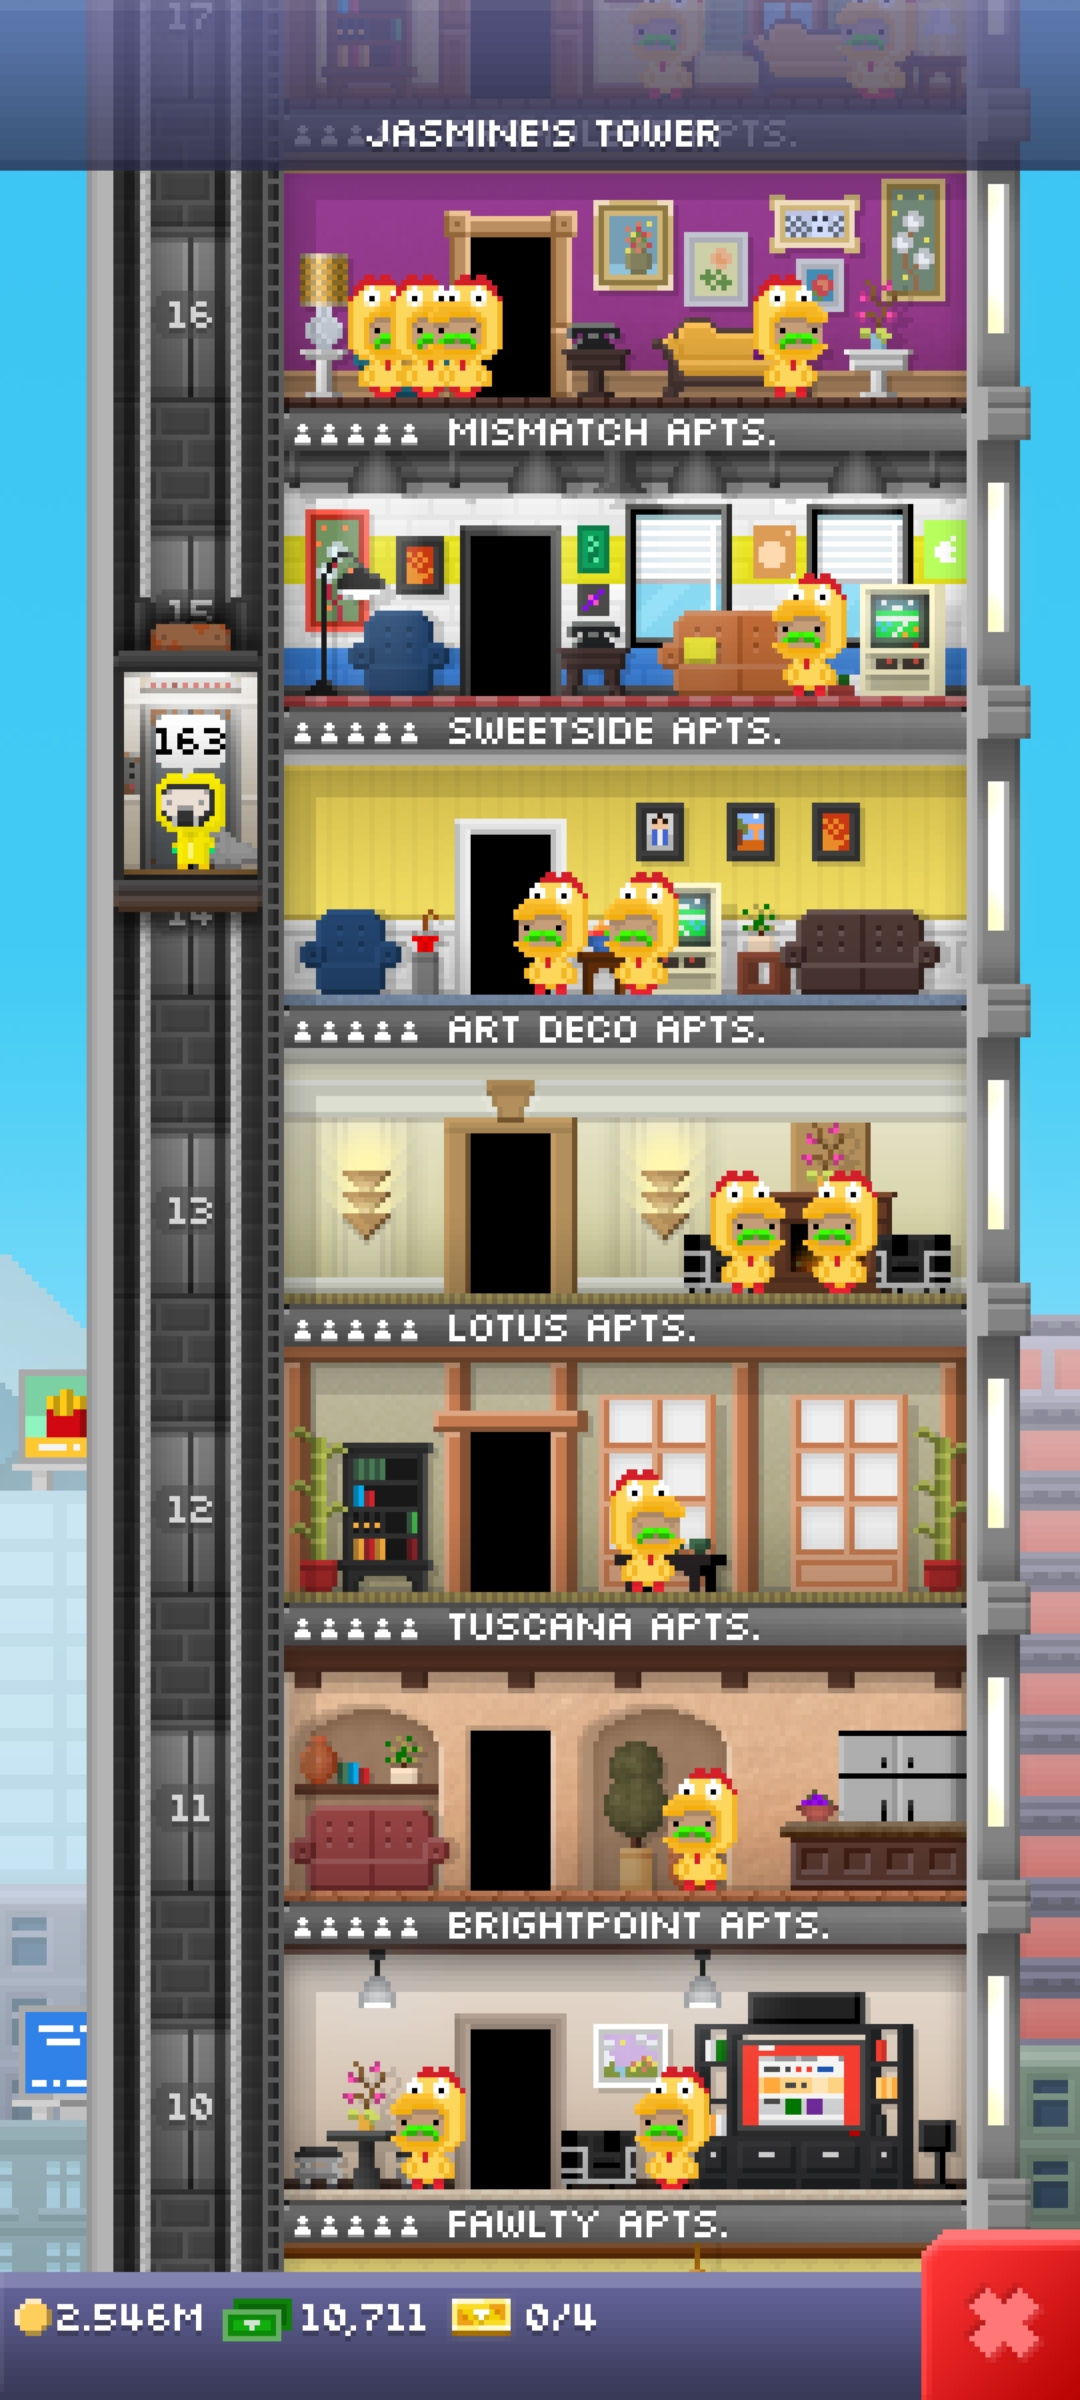 17
JASMINE'S TOWER
APTS.
16
MISMATCH APTS.
15
SWEETSIDE APTS.
163
14
ART DECO APTS.
13
LOTUS APTS.
12
TUSCANA APTS.
11
BRIGHTPOINT APTS.
10
FAWLTY APTS.
2.546M 10,711 0/4